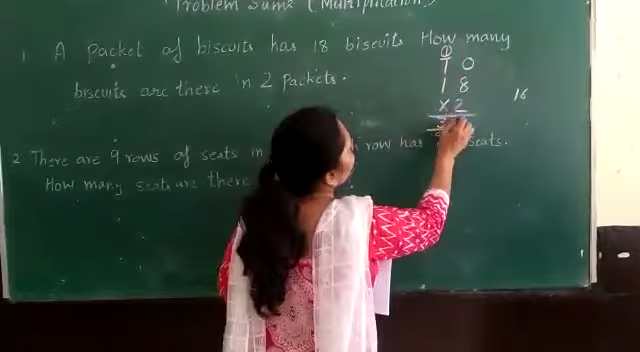 Problem Sums (Multiplication)
1. A Packet of biscuits has 18 biscuits How many
biscuits are there in 2 Packets.
1
T O
1 8
x 2
3
16
2 There are 9 rows of seats in row has seats.
How many seats are there